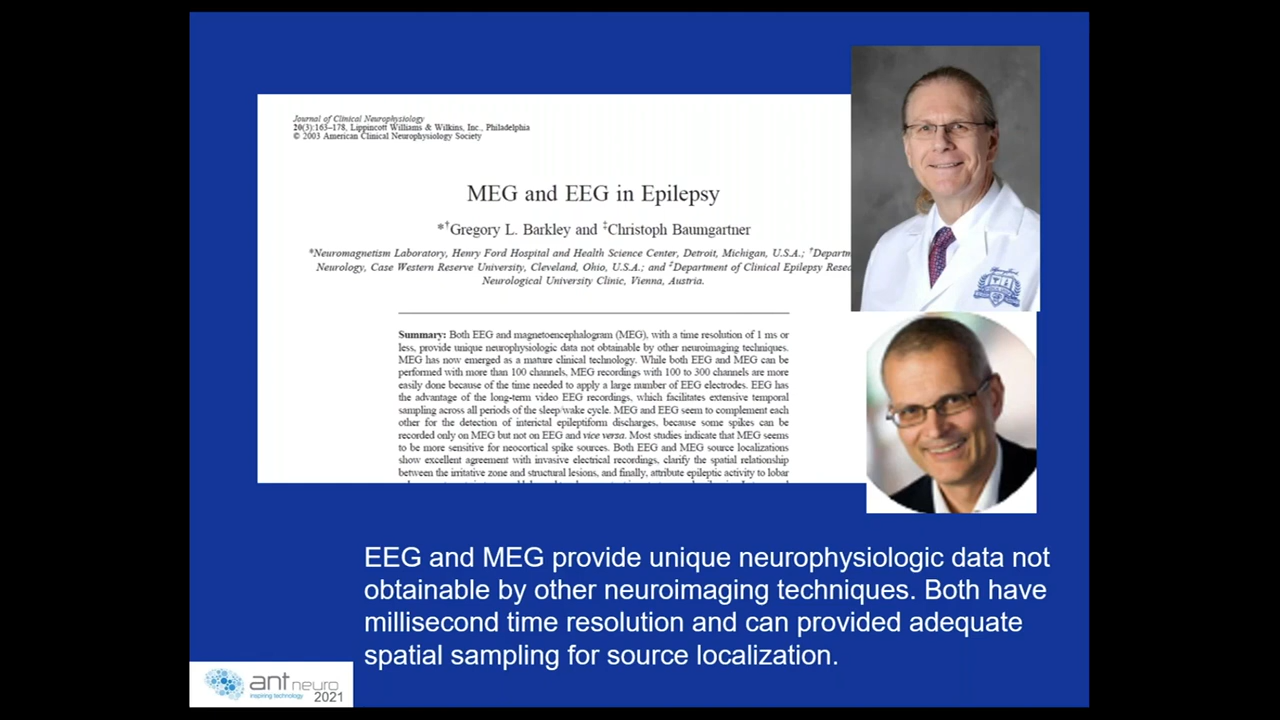 Journal of Clinical Neurophysiology
20(3):163–178, Lippincott Williams & Wilkins, Inc., Philadelphia
© 2003 American Clinical Neurophysiology Society
MEG and EEG in Epilepsy
*†Gregory L. Barkley and ‡Christoph Baumgartner
*Neuromagnetism Laboratory, Henry Ford Hospital and Health Science Center, Detroit, Michigan, U.S.A.; †Departm
Neurology, Case Western Reserve University, Cleveland, Ohio, U.S.A.; and ‡Department of Clinical Epilepsy Resea
Neurological University Clinic, Vienna, Austria.
Summary: Both EEG and magnetoencephalogram (MEG), with a time resolution of 1 ms or
less, provide unique neurophysiologic data not obtainable by other neuroimaging techniques.
MEG has now emerged as a mature clinical technology. While both EEG and MEG can be
performed with more than 100 channels, MEG recordings with 100 to 300 channels are more
easily done because of the time needed to apply a large number of EEG electrodes. EEG has
the advantage of the long-term video EEG recordings, which facilitates extensive temporal
sampling across all periods of the sleep/wake cycle. MEG and EEG seem to complement each
other for the detection of interictal epileptiform discharges, because some spikes can be
recorded only on MEG but not on EEG and vice versa. Most studies indicate that MEG seems
to be more sensitive for neocortical spike sources. Both EEG and MEG source localizations
show excellent agreement with invasive electrical recordings, clarify the spatial relationship
between the irritative zone and structural lesions, and finally, attribute epileptic activity to lobar
EEG and MEG provide unique neurophysiologic data not
obtainable by other neuroimaging techniques. Both have
millisecond time resolution and can provided adequate
spatial sampling for source localization.
ant neuro
inspiring technology
2021